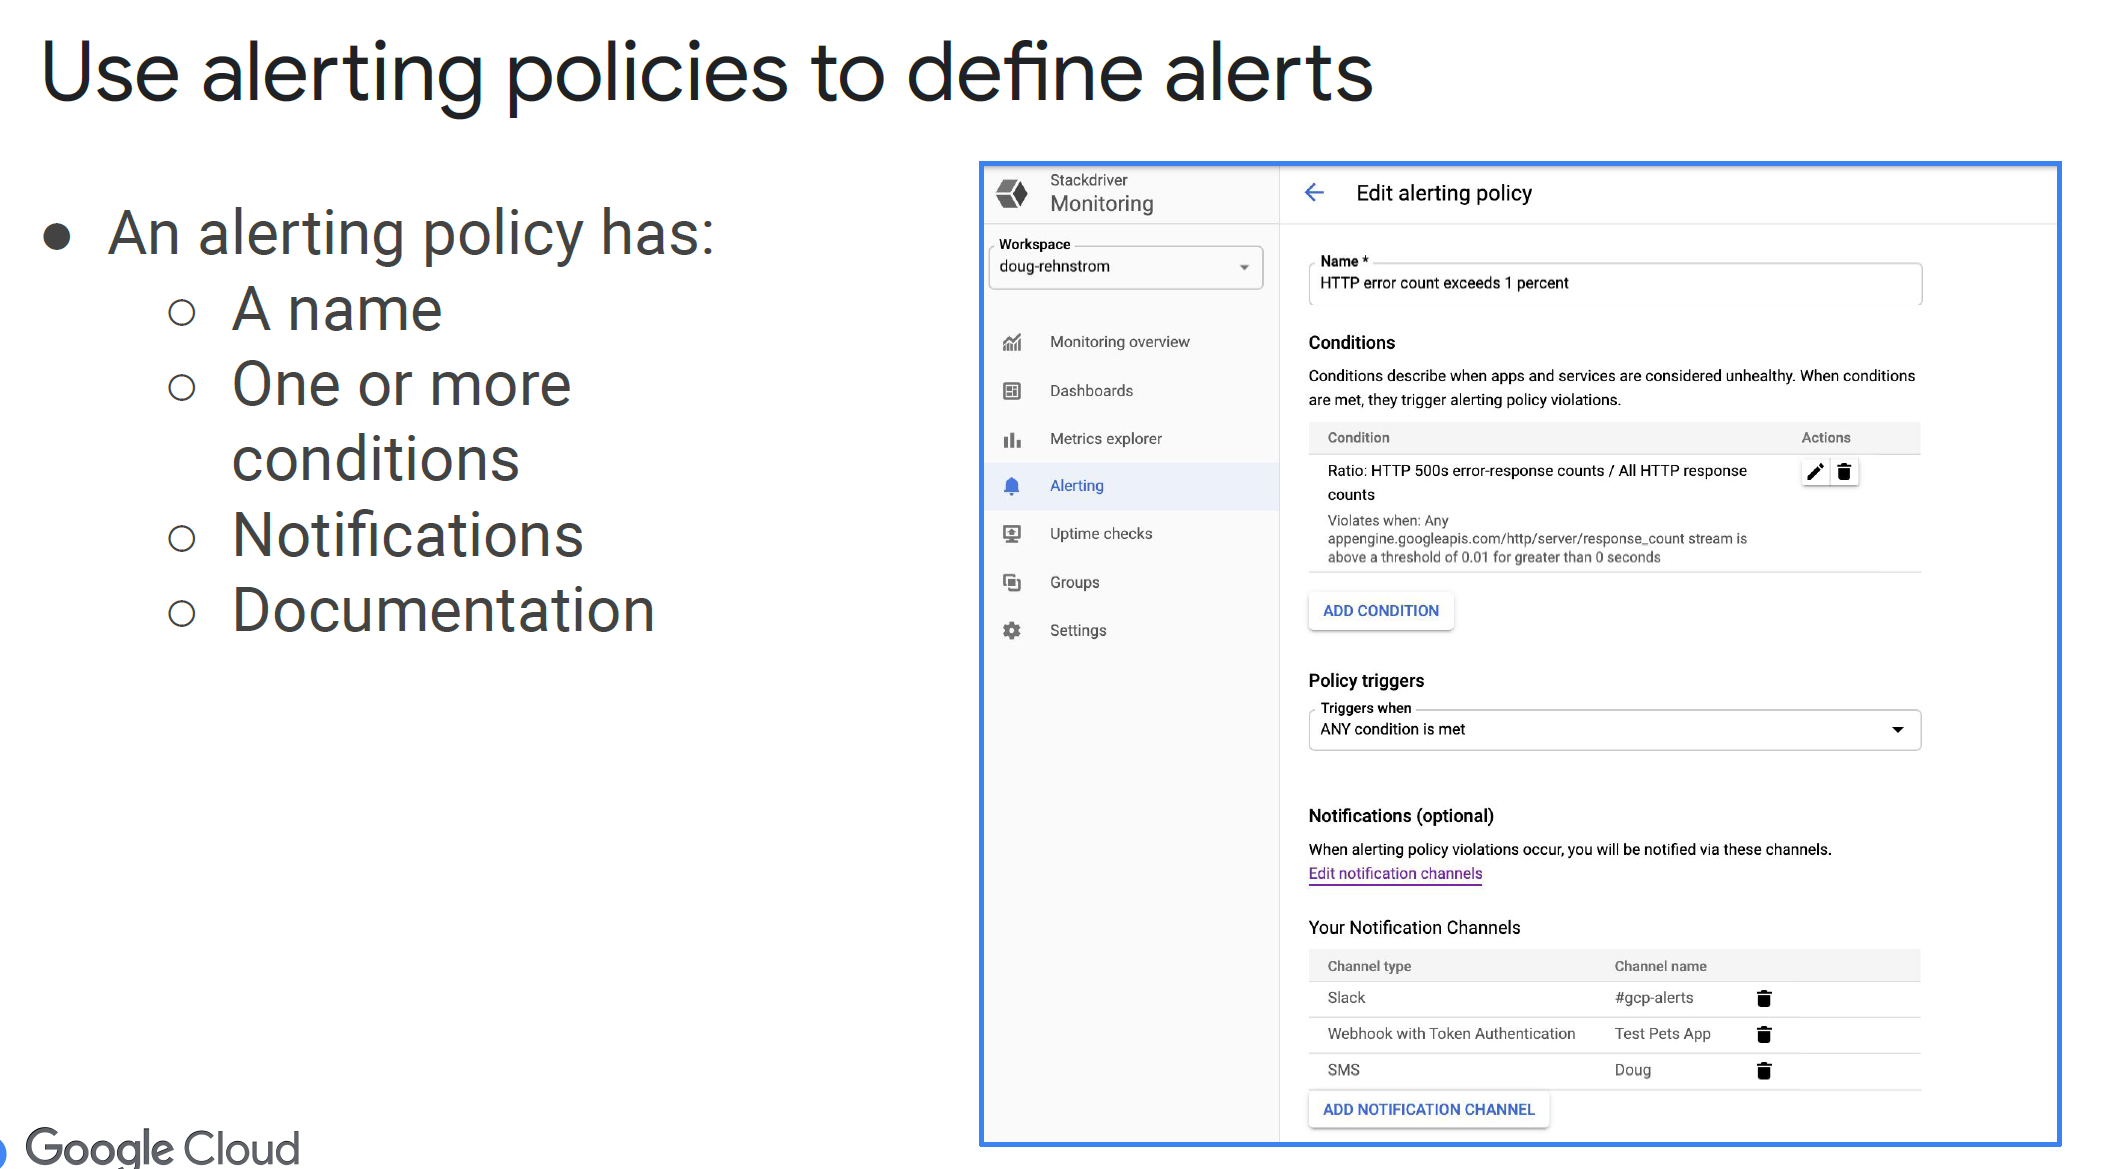 Use alerting policies to define alerts
● An alerting policy has:
○ A name
○ One or more
conditions
○ Notifications
○ Documentation
Stackdriver
Monitoring
Workspace
doug-rehnstrom
Monitoring overview
Dashboards
Metrics explorer
Alerting
Uptime checks
Groups
Settings
Edit alerting policy
Name *
HTTP error count exceeds 1 percent
Conditions
Conditions describe when apps and services are considered unhealthy. When conditions
are met, they trigger alerting policy violations.
Condition Actions
Ratio: HTTP 500s error-response counts / All HTTP response
counts
Violates when: Any
appengine.googleapis.com/http/server/response_count stream is
above a threshold of 0.01 for greater than 0 seconds
ADD CONDITION
Policy triggers
Triggers when
ANY condition is met
Notifications (optional)
When alerting policy violations occur, you will be notified via these channels.
Edit notification channels
Your Notification Channels
Channel type Channel name
Slack #gcp-alerts
Webhook with Token Authentication Test Pets App
SMS Doug
ADD NOTIFICATION CHANNEL
Google Cloud